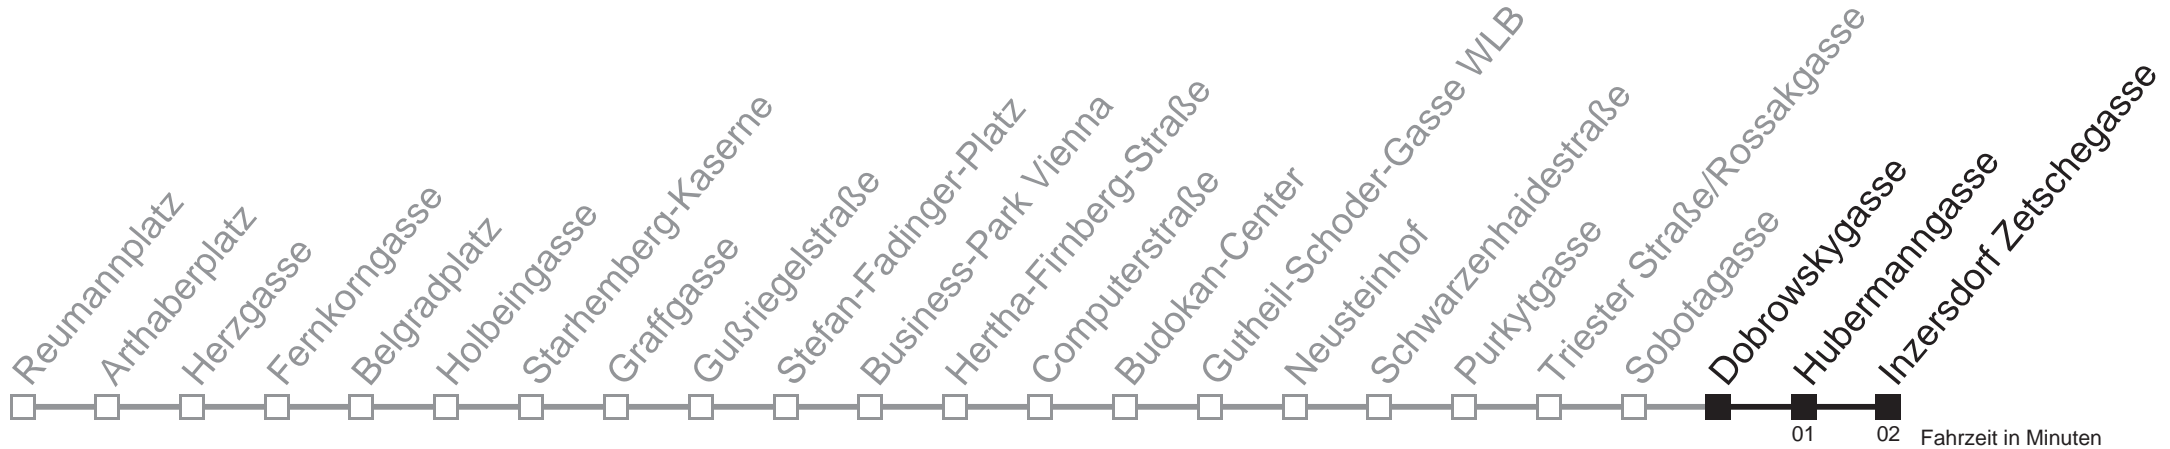 Reumannplatz
Arthaberplatz
Herzgasse
Fernkorngasse
Belgradplatz
Holbeingasse
Starhemberg-Kaserne
Graffgasse
Gußriegelstraße
Stefan-Fadinger-Platz
Business-Park Vienna
Hertha-Firnberg-Straße
Computerstraße
Budokan-Center
Gutheil-Schoder-Gasse WLB
Neusteinhof
Schwarzenhaidestraße
Purkytgasse
Triester Straße/Rossakgasse
Sobotagasse
Dobrowskygasse
Hubermanngasse
Inzersdorf Zetschegasse
01
02
Fahrzeit in Minuten